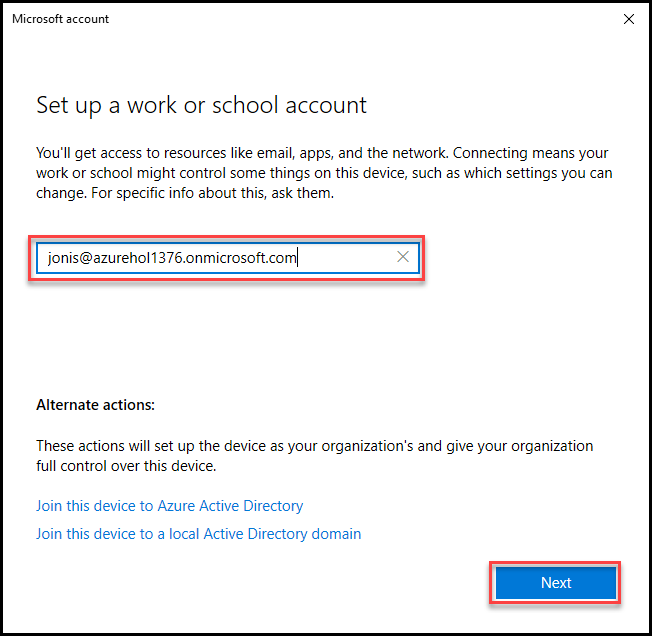 Microsoft account
Set up a work or school account
You'll get access to resources like email, apps, and the network. Connecting means your
work or school might control some things on this device, such as which settings you can
change. For specific info about this, ask them.
jonis@azurehol1376.onmicrosoft.com
Alternate actions:
These actions will set up the device as your organization's and give your organization
full control over this device.
Join this device to Azure Active Directory
Join this device to a local Active Directory domain
Next